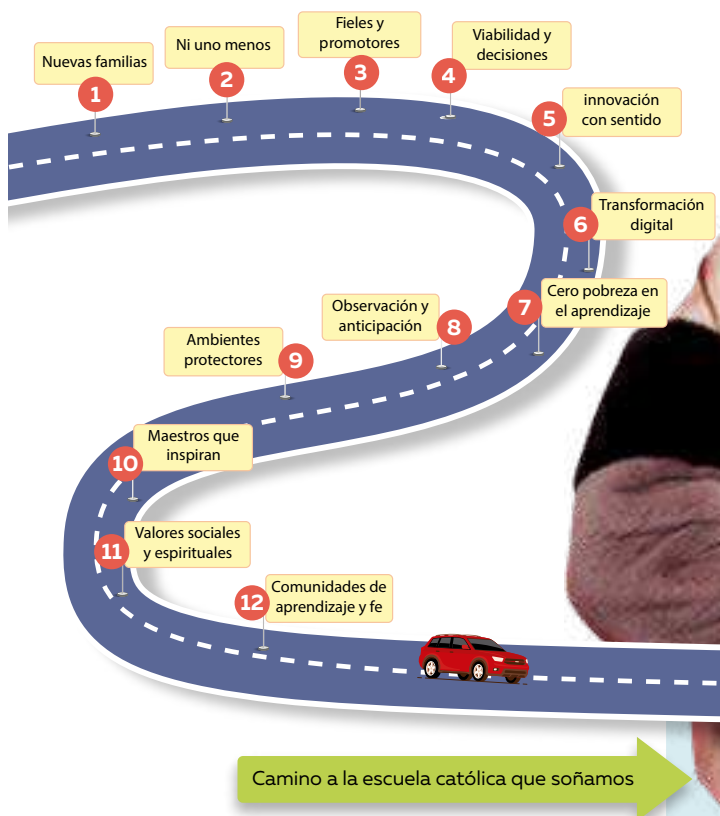 Nuevas familias
1
Ni uno menos
2
Fieles y
promotores
3
Viabilidad y
decisiones
4
innovación
con sentido
5
Transformación
digital
6
Cero pobreza en
el aprendizaje
7
Observación y
anticipación
8
Ambientes
protectores
9
Maestros que
inspiran
10
Valores sociales
y espirituales
11
Comunidades de
aprendizaje y fe
12
Camino a la escuela católica que soñamos